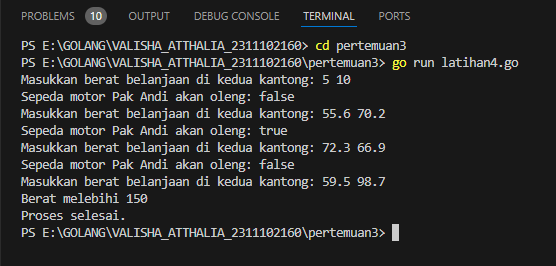 PROBLEMS 10 OUTPUT DEBUG CONSOLE TERMINAL PORTS
PS E:\GOLANG\VALISHA_ATTHALIA_2311102160> cd pertemuan3
PS E:\GOLANG\VALISHA_ATTHALIA_2311102160\pertemuan3> go run latihan4.go
Masukkan berat belanjaan di kedua kantong: 5 10
Sepeda motor Pak Andi akan oleng: false
Masukkan berat belanjaan di kedua kantong: 55.6 70.2
Sepeda motor Pak Andi akan oleng: true
Masukkan berat belanjaan di kedua kantong: 72.3 66.9
Sepeda motor Pak Andi akan oleng: false
Masukkan berat belanjaan di kedua kantong: 59.5 98.7
Berat melebihi 150
Proses selesai.
PS E:\GOLANG\VALISHA_ATTHALIA_2311102160\pertemuan3>